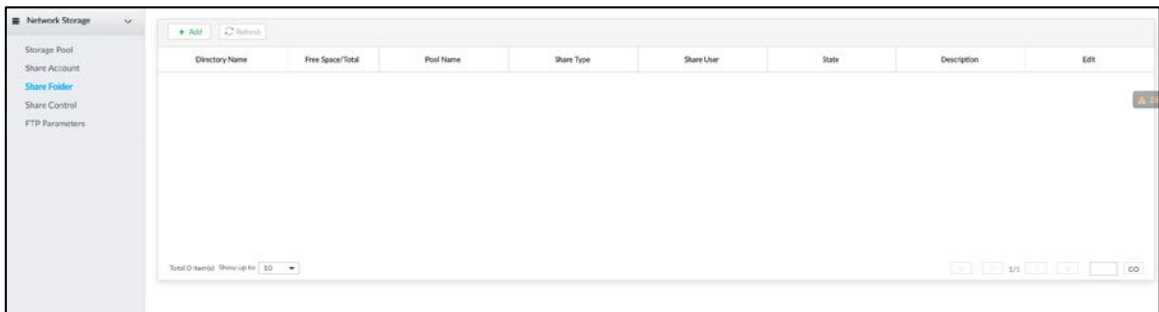 Network Storage
Storage Pool
Share Account
Share Folder
Share Control
FTP Parameters
+ Add Refresh
Directory Name Free Space/Total Pool Name Share Type Share User State Description Edit
Total 0 item(s) Show up to 10
1/1 GO